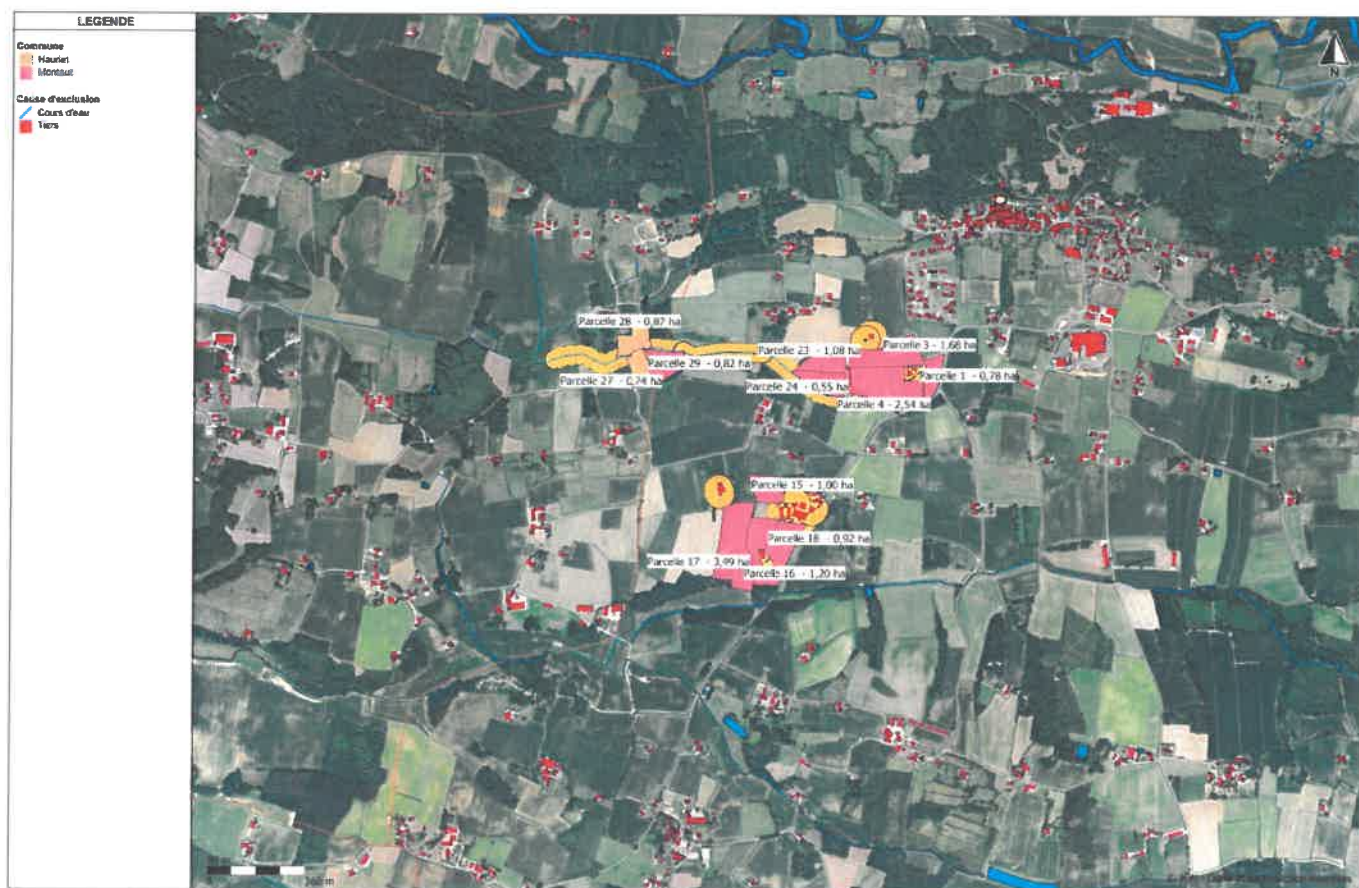 LEGENDE
Commune
Hauriet
Montaut
Cause d'exclusion
Cours d'eau
Tiers
N
Parcelle 28 - 0,87 ha
Parcelle 23 - 1,08 ha
Parcelle 3 - 1,68 ha
Parcelle 29 - 0,82 ha
Parcelle 1 - 0,78 ha
Parcelle 27 - 0,74 ha
Parcelle 24 - 0,55 ha
Parcelle 4 - 2,54 ha
Parcelle 15 - 1,00 ha
Parcelle 18 - 0,92 ha
Parcelle 17 - 3,99 ha
Parcelle 16 - 1,20 ha
360 m